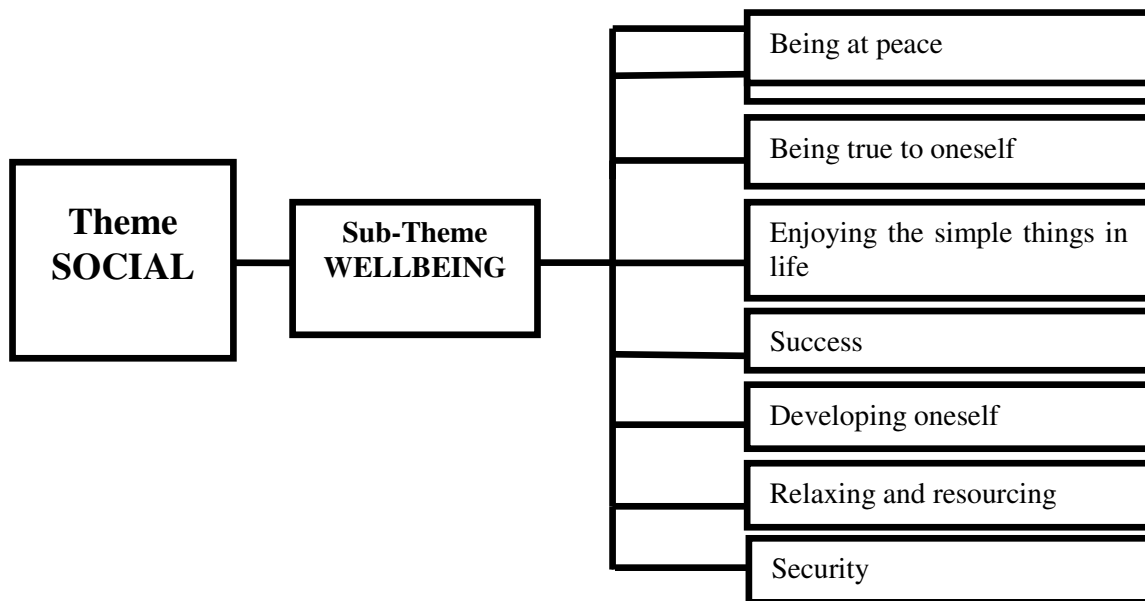 Theme
SOCIAL
Sub-Theme
WELLBEING
Being at peace
Being true to oneself
Enjoying the simple things in
life
Success
Developing oneself
Relaxing and resourcing
Security